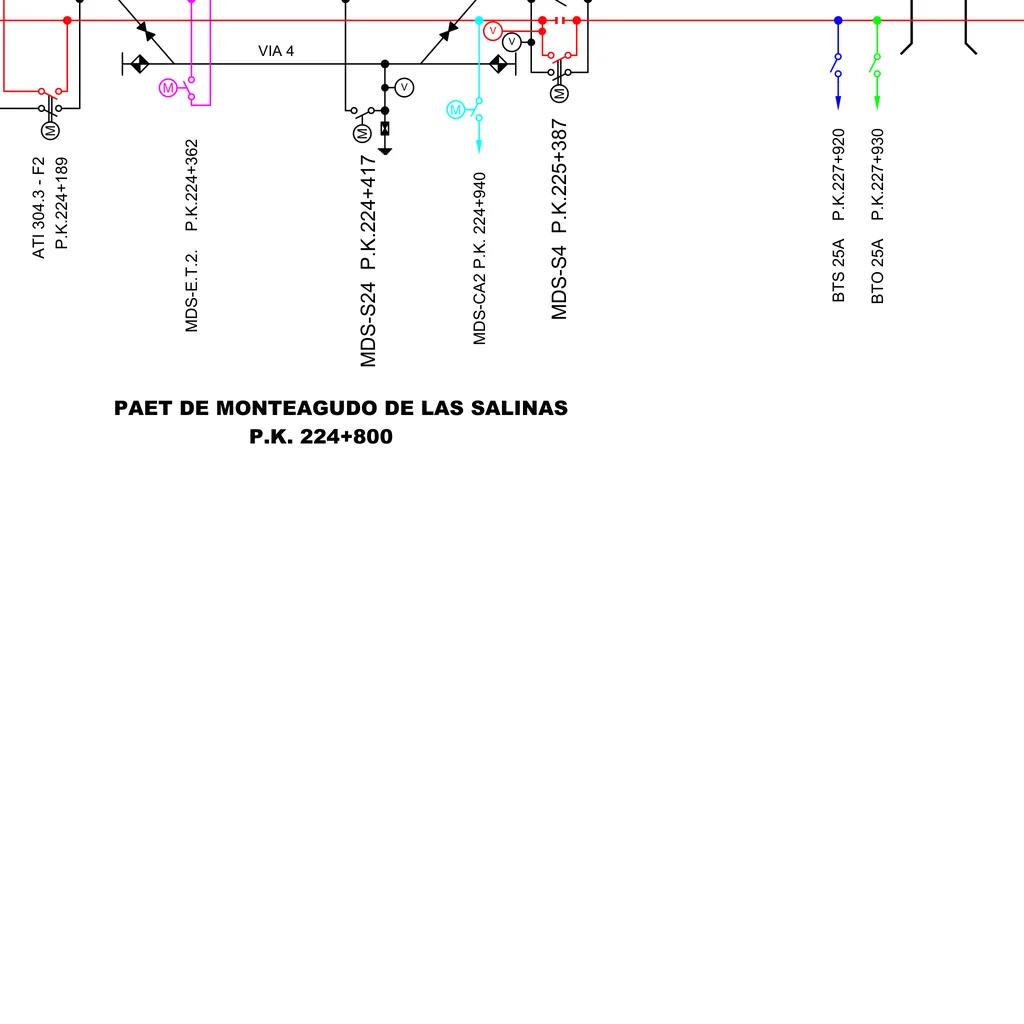 VIA 4
V
V
V
M
M
M
M
M
ATI 304.3 - F2
P.K.224+189
MDS-E.T.2. P.K.224+362
MDS-S24 P.K.224+417
MDS-CA2 P.K. 224+940
MDS-S4 P.K.225+387
BTS 25A P.K.227+920
BTO 25A P.K.227+930
PAET DE MONTEAGUDO DE LAS SALINAS
P.K. 224+800